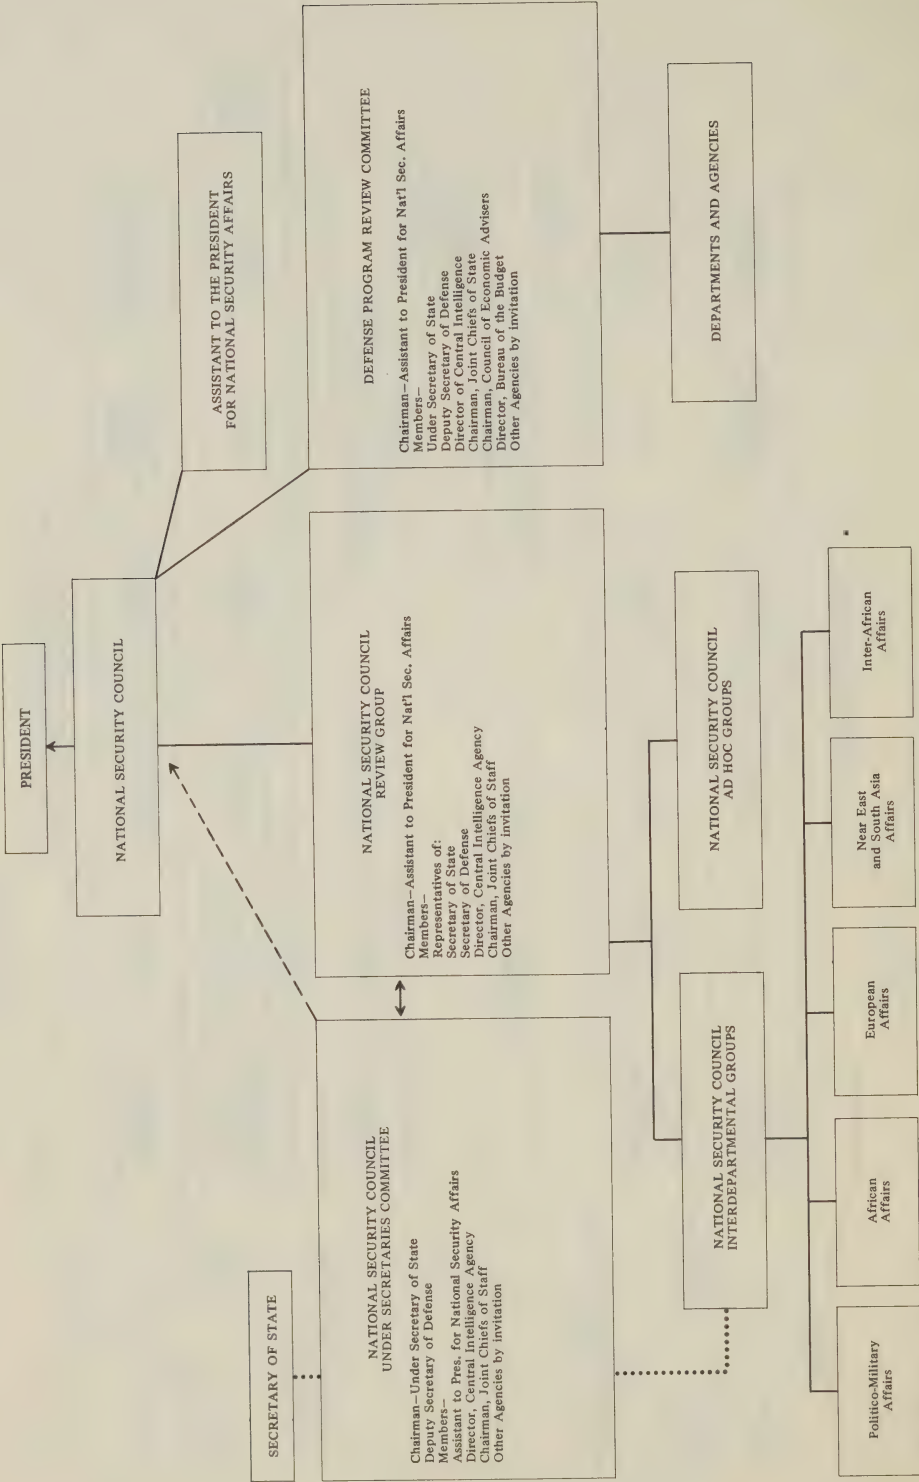 PRESIDENT
NATIONAL SECURITY COUNCIL
ASSISTANT TO THE PRESIDENT
FOR NATIONAL SECURITY AFFAIRS
SECRETARY OF STATE
NATIONAL SECURITY COUNCIL
UNDER SECRETARIES COMMITTEE
Chairman—Under Secretary of State
Deputy Secretary of Defense
Members—
Assistant to Pres. for National Security Affairs
Director, Central Intelligence Agency
Chairman, Joint Chiefs of Staff
Other Agencies by invitation
NATIONAL SECURITY COUNCIL
REVIEW GROUP
Chairman—Assistant to President for Nat'l Sec. Affairs
Members—
Representatives of:
Secretary of State
Secretary of Defense
Director, Central Intelligence Agency
Chairman, Joint Chiefs of Staff
Other Agencies by invitation
DEFENSE PROGRAM REVIEW COMMITTEE
Chairman—Assistant to President for Nat'l Sec. Affairs
Members—
Under Secretary of State
Deputy Secretary of Defense
Director of Central Intelligence
Chairman, Joint Chiefs of State
Chairman, Council of Economic Advisers
Director, Bureau of the Budget
Other Agencies by invitation
NATIONAL SECURITY COUNCIL
INTERDEPARTMENTAL GROUPS
NATIONAL SECURITY COUNCIL
AD HOC GROUPS
DEPARTMENTS AND AGENCIES
Politico-Military
Affairs
African
Affairs
European
Affairs
Near East
and South Asia
Affairs
Inter-African
Affairs